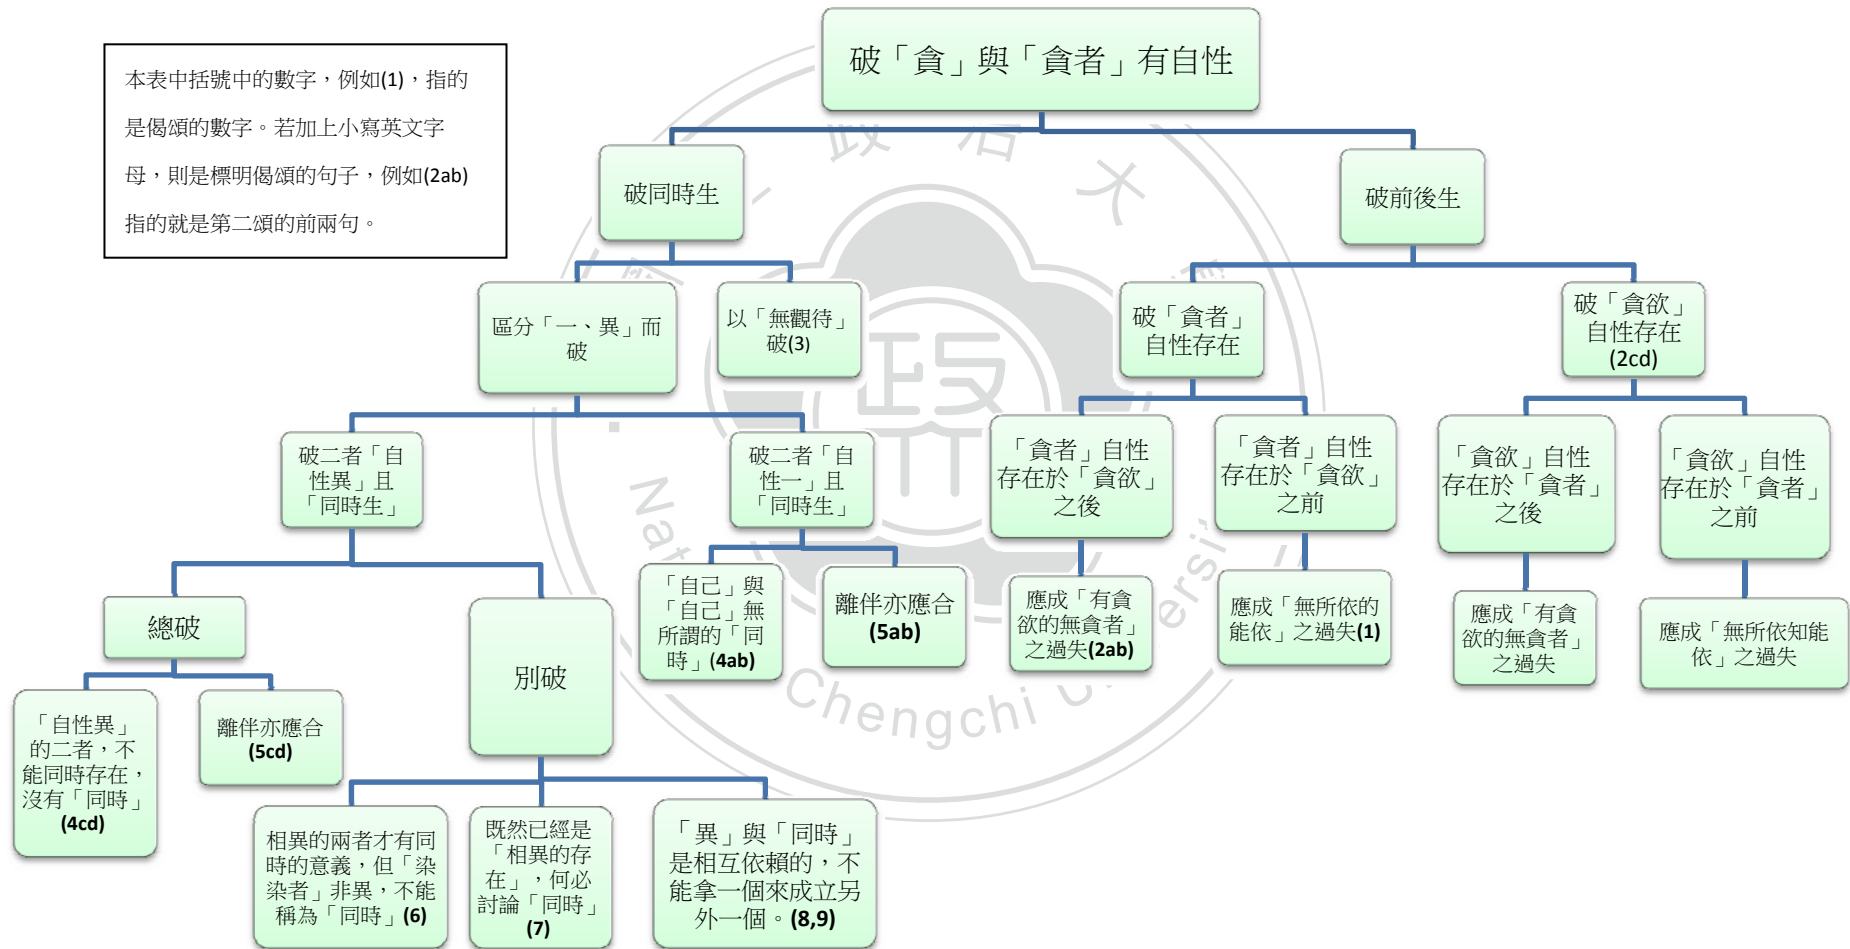 本表中括號中的數字，例如(1)，指的
是偈頌的數字。若加上小寫英文字
母，則是標明偈頌的句子，例如(2ab)
指的就是第二頌的前兩句。
破「貪」與「貪者」有自性
破同時生
破前後生
區分「一、異」而
破
以「無觀待」
破(3)
破「貪者」
自性存在
破「貪欲」
自性存在
(2cd)
破二者「自
性異」且
「同時生」
破二者「自
性一」且
「同時生」
「貪者」自性
存在於「貪欲」
之後
「貪者」自性
存在於「貪欲」
之前
「貪欲」自性
存在於「貪者」
之後
「貪欲」自性
存在於「貪者」
之前
總破
別破
「自己」與
「自己」無
所謂的「同
時」(4ab)
離伴亦應合
(5ab)
應成「有貪
欲的無貪者」
之過失(2ab)
應成「無所依的
能依」之過失(1)
應成「有貪
欲的無貪者」
之過失
應成「無所依知能
依」之過失
「自性異」
的二者，不
能同時存在，
沒有「同時」
(4cd)
離伴亦應合
(5cd)
相異的兩者才有同
時的意義，但「染
染者」非異，不能
稱為「同時」(6)
既然已經是
「相異的存
在」，何必
討論「同時」
(7)
「異」與「同時」
是相互依賴的，不
能拿一個來成立另
外一個。(8,9)
政 治 大
Chengchi